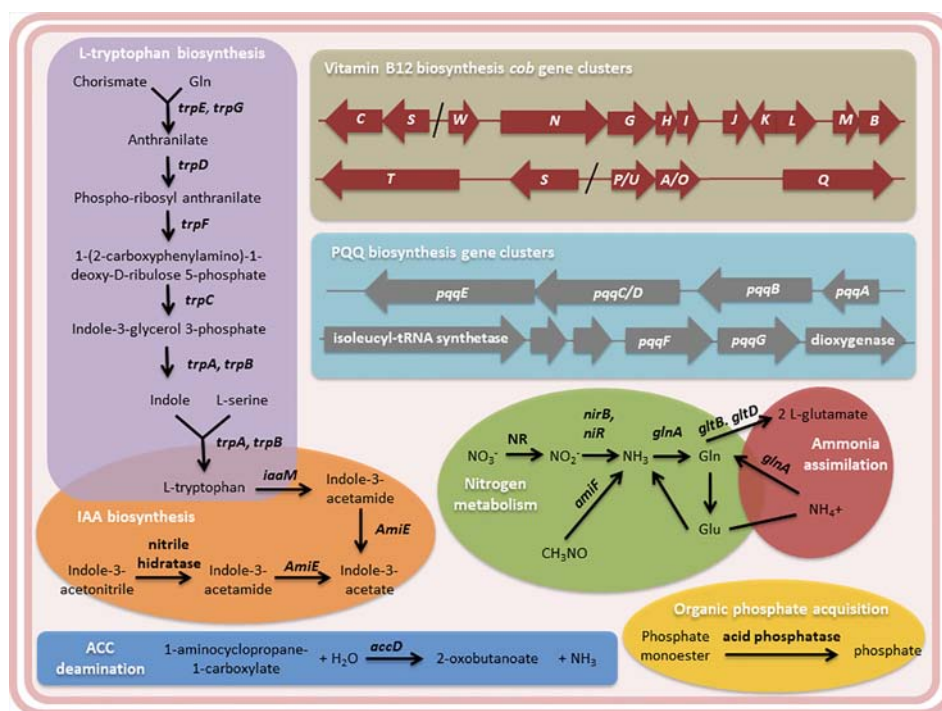 L-tryptophan biosynthesis
Chorismate Gln
trpE, trpG
Anthranilate
trpD
Phospho-ribosyl anthranilate
trpF
1-(2-carboxyphenylamino)-1-
deoxy-D-ribulose 5-phosphate
trpC
Indole-3-glycerol 3-phosphate
trpA, trpB
Indole L-serine
trpA, trpB
L-tryptophan
iaaM
Indole-3-
acetamide
IAA biosynthesis
AmiE
nitrile
hidratase
Indole-3-
acetonitrile
Indole-3-
acetamide
AmiE
Indole-3-
acetate
Vitamin B12 biosynthesis cob gene clusters
C S / W N G H I J K L M B
T S / P/U A/O Q
PQQ biosynthesis gene clusters
pqqE pqqC/D pqqB pqqA
isoleucyl-tRNA synthetase pqqF pqqG dioxygenase
Nitrogen
metabolism
NO3- NR NO2- nirB,
niR NH3 glnA Gln gltB. gltD 2 L-glutamate
Ammonia
assimilation
glnA
amiF
NH4+
Glu
CH3NO
ACC
deamination
1-aminocyclopropane-
1-carboxylate
+ H2O accD 2-oxobutanoate + NH3
Organic phosphate acquisition
Phosphate
monoester
acid phosphatase
phosphate